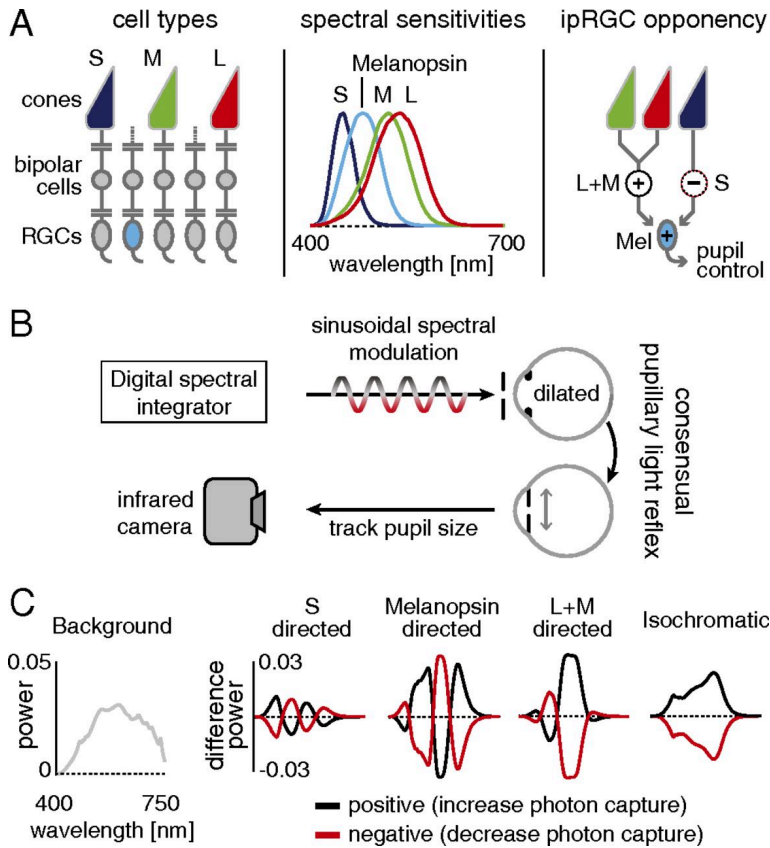 A
cell types
S M L
cones
bipolar
cells
RGCs
spectral sensitivities
Melanopsin
S M L
400 700
wavelength [nm]
ipRGC opponency
L+M + − S
Mel +
pupil
control
B
Digital spectral
integrator
sinusoidal spectral
modulation
dilated
consensual
pupillary light reflex
infrared
camera
track pupil size
C
Background
0.05
power
0
400 750
wavelength [nm]
S
directed
Melanopsin
directed
L+M
directed
Isochromatic
0.03
difference
power
-0.03
positive (increase photon capture)
negative (decrease photon capture)